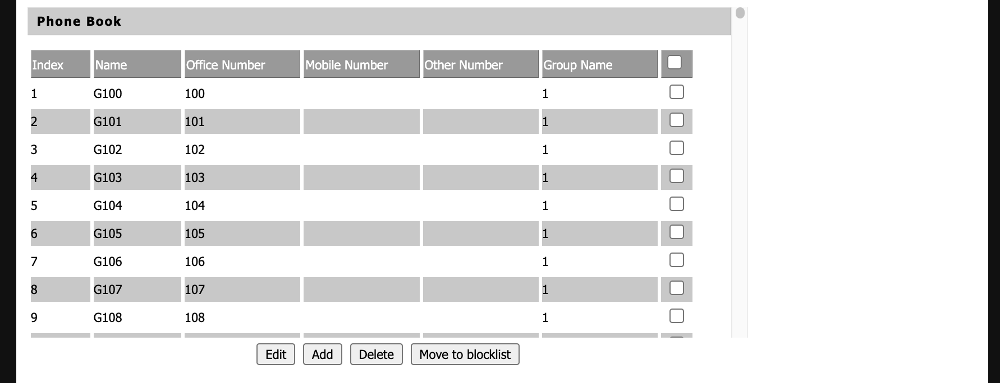 Phone Book
Index Name Office Number Mobile Number Other Number Group Name
1 G100 100 1
2 G101 101 1
3 G102 102 1
4 G103 103 1
5 G104 104 1
6 G105 105 1
7 G106 106 1
8 G107 107 1
9 G108 108 1
Edit Add Delete Move to blocklist